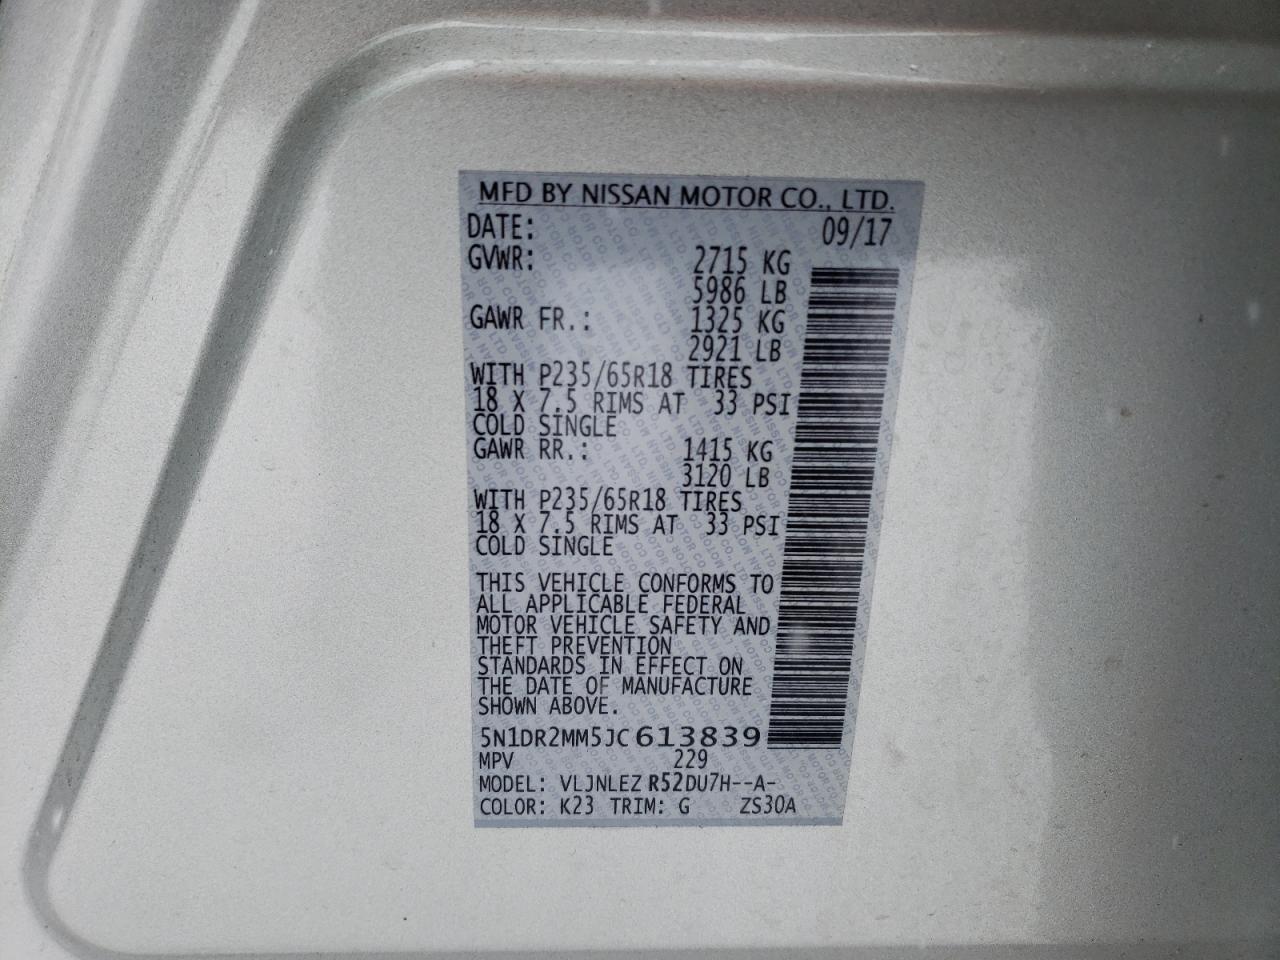 MFD BY NISSAN MOTOR CO., LTD.
DATE: 09/17
GVWR: 2715 KG
5986 LB
GAWR FR.: 1325 KG
2921 LB
WITH P235/65R18 TIRES
18 X 7.5 RIMS AT 33 PSI
COLD SINGLE
GAWR RR.: 1415 KG
3120 LB
WITH P235/65R18 TIRES
18 X 7.5 RIMS AT 33 PSI
COLD SINGLE
THIS VEHICLE CONFORMS TO
ALL APPLICABLE FEDERAL
MOTOR VEHICLE SAFETY AND
THEFT PREVENTION
STANDARDS IN EFFECT ON
THE DATE OF MANUFACTURE
SHOWN ABOVE.
5N1DR2MM5JC613839
MPV 229
MODEL: VLJNLEZ R52DU7H--A-
COLOR: K23 TRIM: G ZS30A